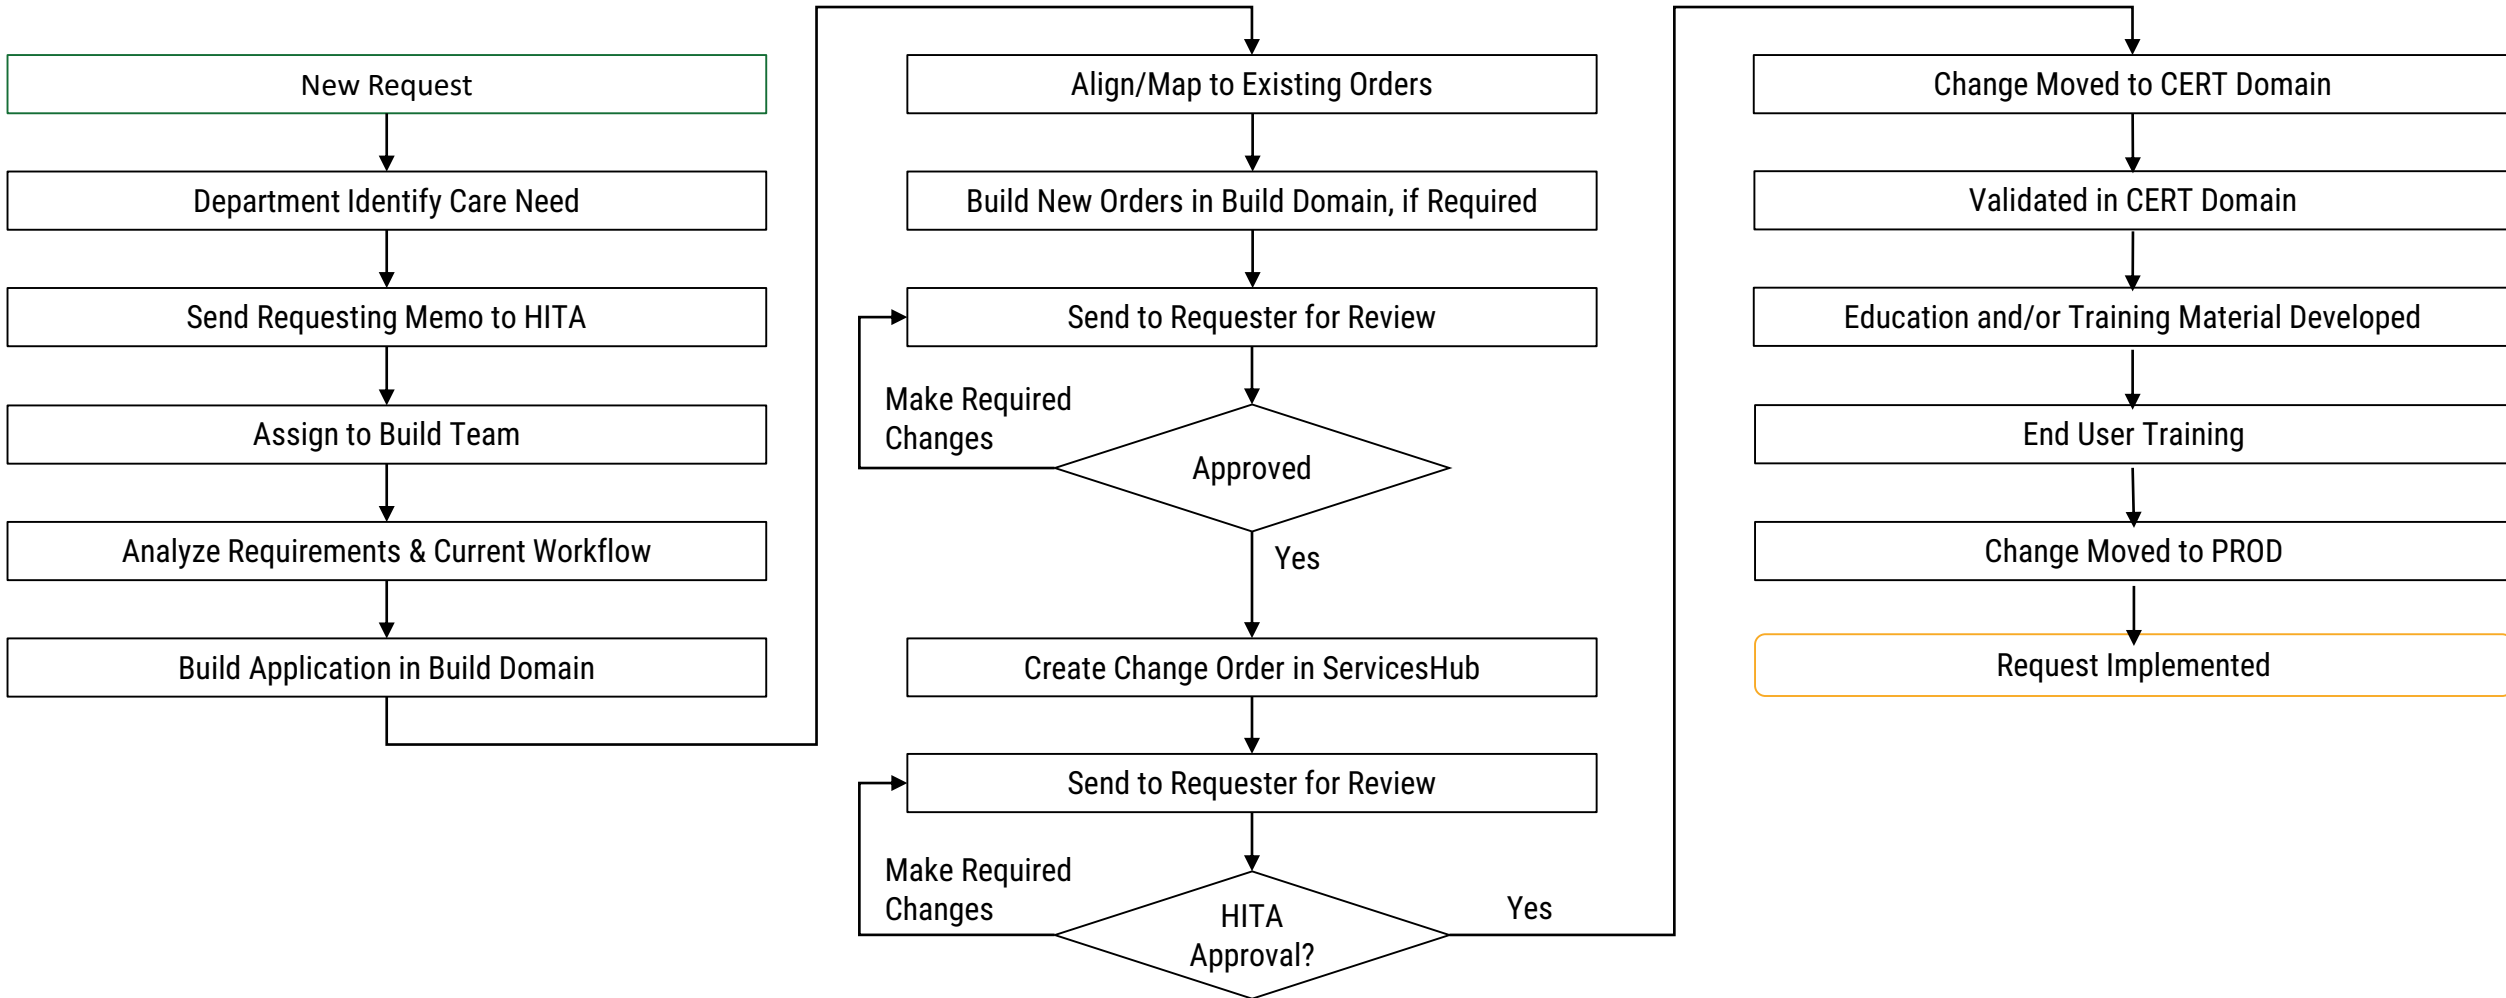 New Request
Department Identify Care Need
Send Requesting Memo to HITA
Assign to Build Team
Analyze Requirements & Current Workflow
Build Application in Build Domain
Align/Map to Existing Orders
Build New Orders in Build Domain, if Required
Send to Requester for Review
Make Required
Changes
Approved
Yes
Create Change Order in ServicesHub
Send to Requester for Review
Make Required
Changes
HITA
Approval?
Yes
Change Moved to CERT Domain
Validated in CERT Domain
Education and/or Training Material Developed
End User Training
Change Moved to PROD
Request Implemented